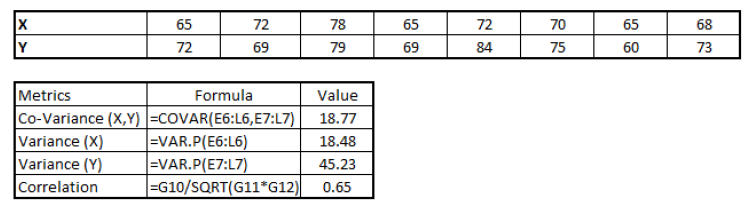 X 65 72 78 65 72 70 65 68
Y 72 69 79 69 84 75 60 73
Metrics Formula Value
Co-Variance (X,Y) =COVAR(E6:L6,E7:L7) 18.77
Variance (X) =VAR.P(E6:L6) 18.48
Variance (Y) =VAR.P(E7:L7) 45.23
Correlation =G10/SQRT(G11*G12) 0.65